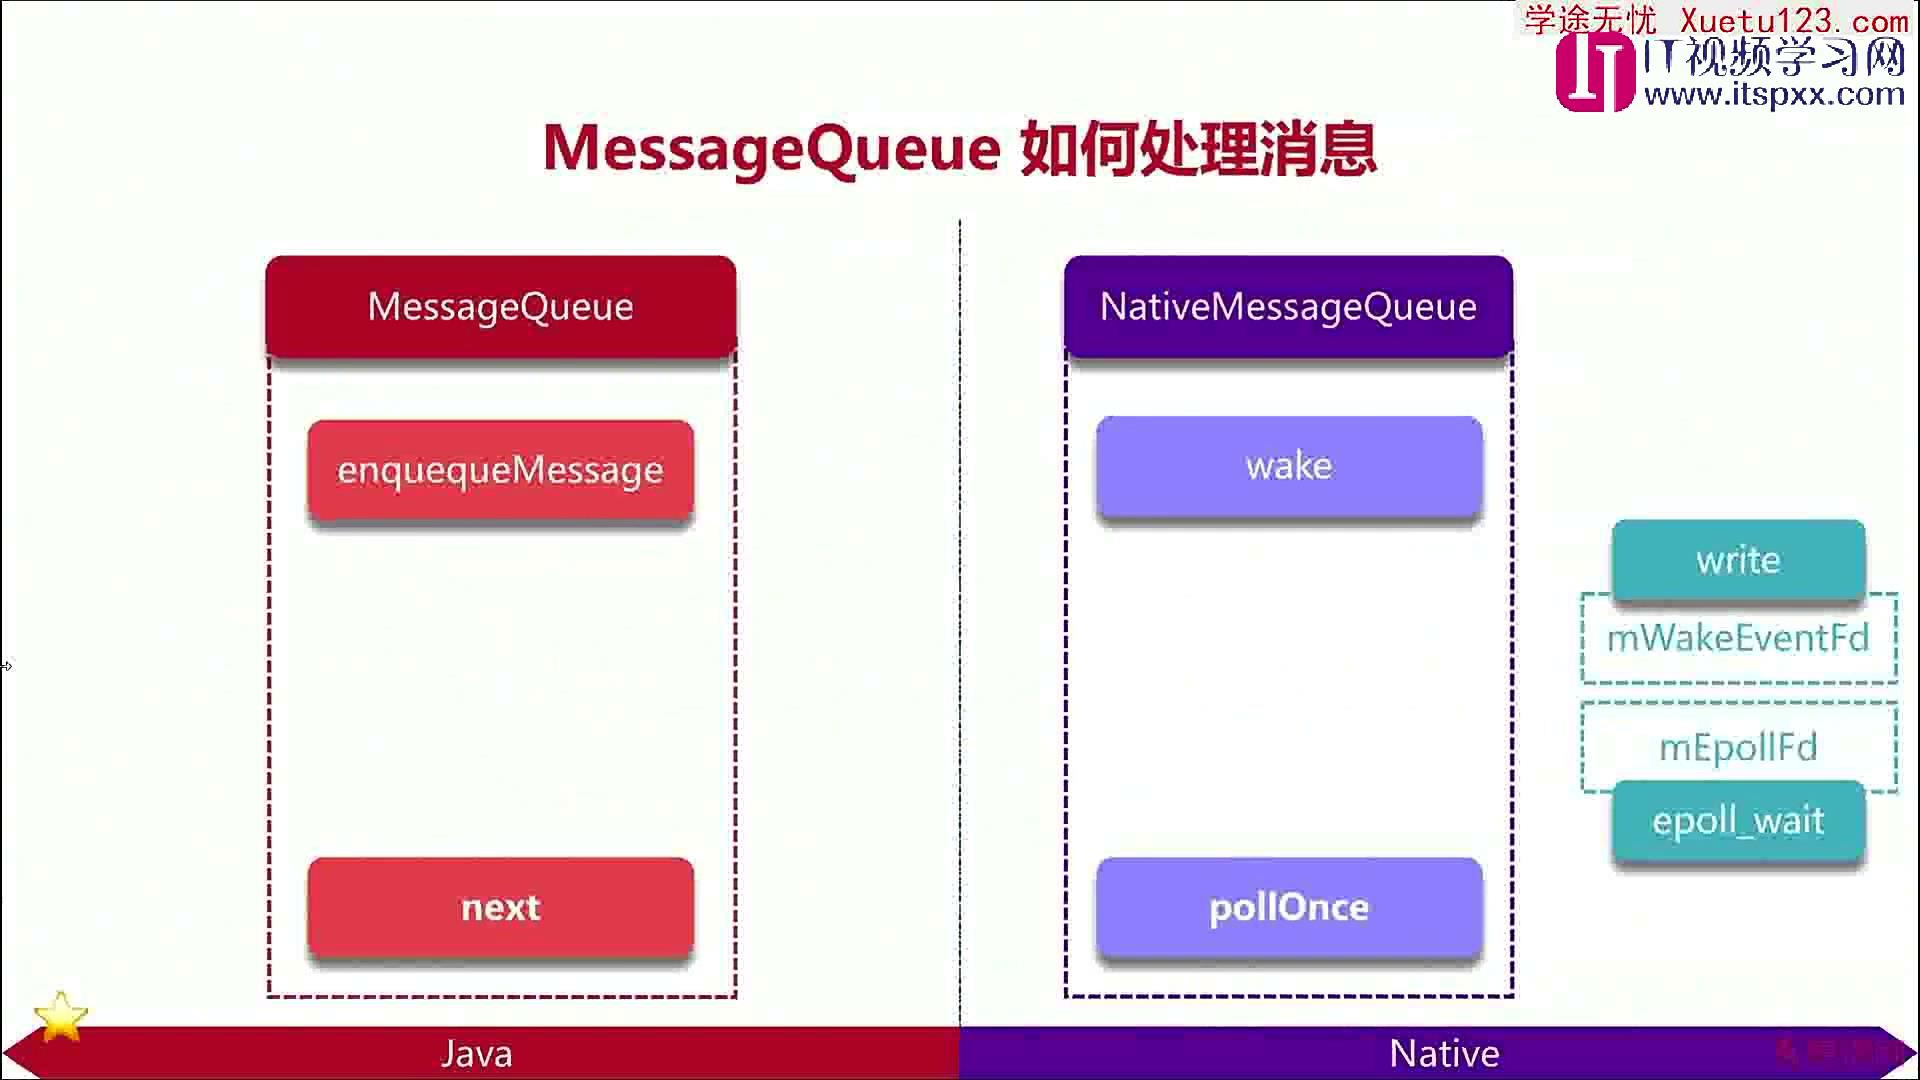 学途无忧 Xuetu123.com
IT视频学习网
www.itspxx.com
MessageQueue 如何处理消息
MessageQueue
NativeMessageQueue
enquequeMessage
wake
write
mWakeEventFd
mEpollFd
epoll_wait
next
pollOnce
Java
Native